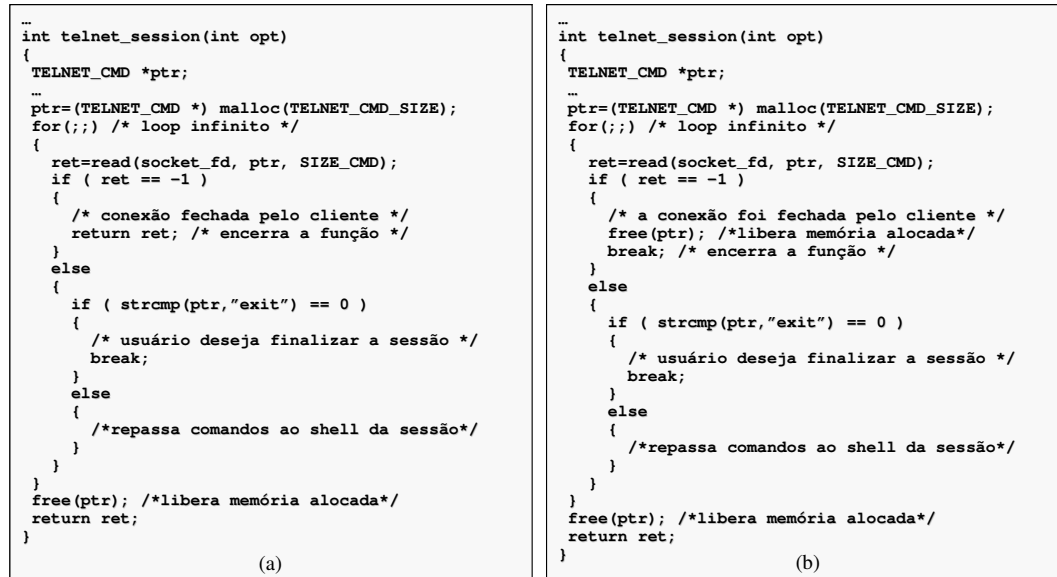 …
int telnet_session(int opt)
{
TELNET_CMD *ptr;
…
ptr=(TELNET_CMD *) malloc(TELNET_CMD_SIZE);
for(;;) /* loop infinito */
{
ret=read(socket_fd, ptr, SIZE_CMD);
if ( ret == -1 )
{
/* conexão fechada pelo cliente */
return ret; /* encerra a função */
}
else
{
if ( strcmp(ptr,”exit”) == 0 )
{
/* usuário deseja finalizar a sessão */
break;
}
else
{
/*repassa comandos ao shell da sessão*/
}
}
}
free(ptr); /*libera memória alocada*/
return ret;
}
(a)
…
int telnet_session(int opt)
{
TELNET_CMD *ptr;
…
ptr=(TELNET_CMD *) malloc(TELNET_CMD_SIZE);
for(;;) /* loop infinito */
{
ret=read(socket_fd, ptr, SIZE_CMD);
if ( ret == -1 )
{
/* a conexão foi fechada pelo cliente */
free(ptr); /*libera memória alocada*/
break; /* encerra a função */
}
else
{
if ( strcmp(ptr,”exit”) == 0 )
{
/* usuário deseja finalizar a sessão */
break;
}
else
{
/*repassa comandos ao shell da sessão*/
}
}
}
free(ptr); /*libera memória alocada*/
return ret;
}
(b)